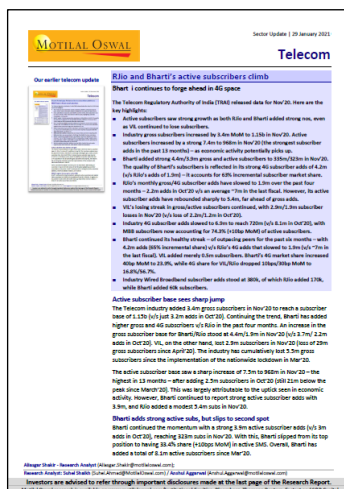 Sector Update | 29 January 2021
MOTILAL OSWAL
Telecom
Our earlier telecom update
RJio and Bharti's active subscribers climb
Bharti continues to forge ahead in 4G space
The Telecom Regulatory Authority of India (TRAI) released data for Nov'20. Here are the
key highlights:
Active subscribers saw strong growth as both RJio and Bharti added strong nos, even
as VIL continued to lose subscribers.
Industry gross subscribers increased by 3.4m MoM to 1.15b in Nov'20. Active
subscribers increased by a strong 7.4m to 968m in Nov'20 (the strongest subscriber
adds in the past 13 months) – as economic activity potentially picks up.
Bharti added strong 4.4m/3.9m gross and active subscribers to 335m/323m in Nov'20.
The quality of Bharti's subscribers is reflected in its strong 4G subscriber adds of 4.2m
(v/s RJio's adds of 1.9m) – it accounts for 63% incremental subscriber market share.
RJio's monthly gross/4G subscriber adds have slowed to 1.9m over the past four
months – 2.2m adds in Oct'20 v/s an average ~7m in the last fiscal. However, its active
subscriber adds have rebounded sharply to 5.4m, far ahead of gross adds.
VIL's losing streak in gross/active subscribers continued, with 2.9m/1.9m subscriber
losses in Nov'20 (v/s loss of 2.2m/1.2m in Oct'20).
Industry 4G subscriber adds slowed to 6.9m to reach 720m (v/s 8.1m in Oct'20), with
MBB subscribers now accounting for 74.3% (+10bp MoM) of active subscribers.
Bharti continued its healthy streak – of outpacing peers for the past six months – with
4.2m adds (65% incremental share) v/s RJio's 4G adds that slowed to 1.9m (v/s ~7m in
the last fiscal). VIL added merely 0.5m subscribers. Bharti's 4G market share increased
40bp MoM to 23.9%, while 4G share for VIL/RJio dropped 10bps/30bp MoM to
16.8%/56.7%.
Industry Wired Broadband subscriber adds stood at 380k, of which RJio added 170k,
while Bharti added 60k subscribers.
Active subscriber base sees sharp jump
The Telecom industry added 3.4m gross subscribers in Nov'20 to reach a subscriber
base of 1.15b (v/s just 3.2m adds in Oct'20). Continuing the trend, Bharti has added
higher gross and 4G subscribers v/s RJio in the past four months. An increase in the
gross subscriber base for Bharti/RJio stood at 4.4m/1.9m in Nov'20 (v/s 3.7m/ 2.2m
adds in Oct'20). VIL, on the other hand, lost 2.9m subscribers in Nov'20 (loss of 29m
gross subscribers since April'20). The industry has cumulatively lost 5.9m gross
subscribers since the implementation of the nationwide lockdown in Mar'20.
The active subscriber base saw a sharp increase of 7.5m to 968m in Nov'20 – the
highest in 13 months – after adding 2.5m subscribers in Oct'20 (still 21m below the
peak since March'20). This was largely attributable to the uptick seen in economic
activity. However, Bharti continued to report strong active subscriber adds with
3.9m, and RJio added a modest 5.4m subs in Nov'20.
Bharti adds strong active subs, but slips to second spot
Bharti continued the momentum with a strong 3.9m active subscriber adds (v/s 3m
adds in Oct'20), reaching 323m subs in Nov'20. With this, Bharti slipped from its top
position to having 33.4% share (+10ps MoM) in active SMS. Overall, Bharti has
added a total of 8.1m active subscribers since Mar'20.
Aliasgar Shakir - Research Analyst (Aliasgar.Shakir@motilaloswal.com);
Research Analyst: Suhel Shaikh (Suhel.Ahmad@MotilalOswal.com) / Anshul Aggarwal (Anshul.Aggarwal@motilaloswal.com)
Investors are advised to refer through important disclosures made at the last page of the Research Report.